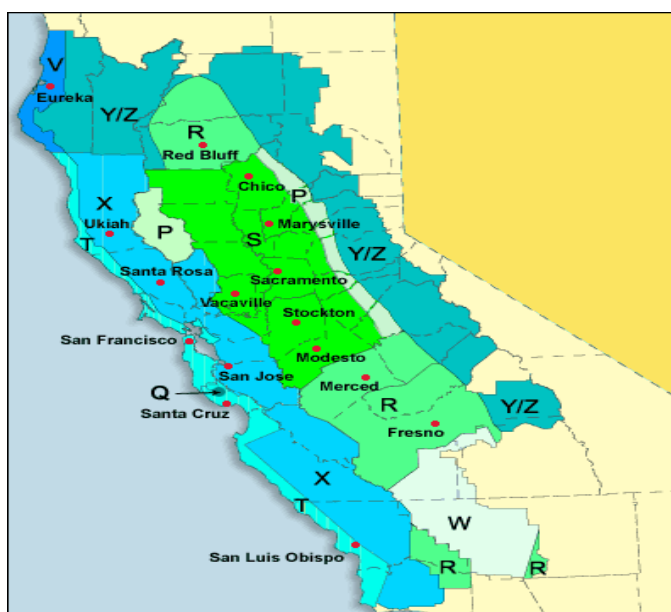 V
Eureka
Y/Z
R
Red Bluff
Chico
P
X
Ukiah
T
P
Marysville
S
Y/Z
Santa Rosa
Sacramento
Vacaville
Stockton
San Francisco
Modesto
San Jose
Merced
Q
Santa Cruz
R
Y/Z
Fresno
X
T
W
San Luis Obispo
R
R